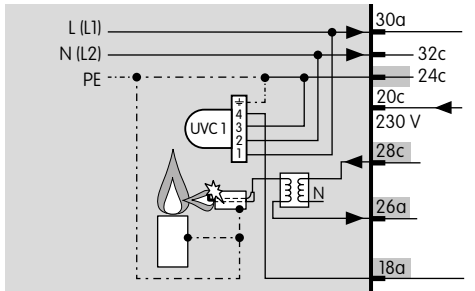 L (L1)
30a
N (L2)
32c
PE
24c
20c
230 V
UVC 1
4
3
2
1
28c
N
26a
18a